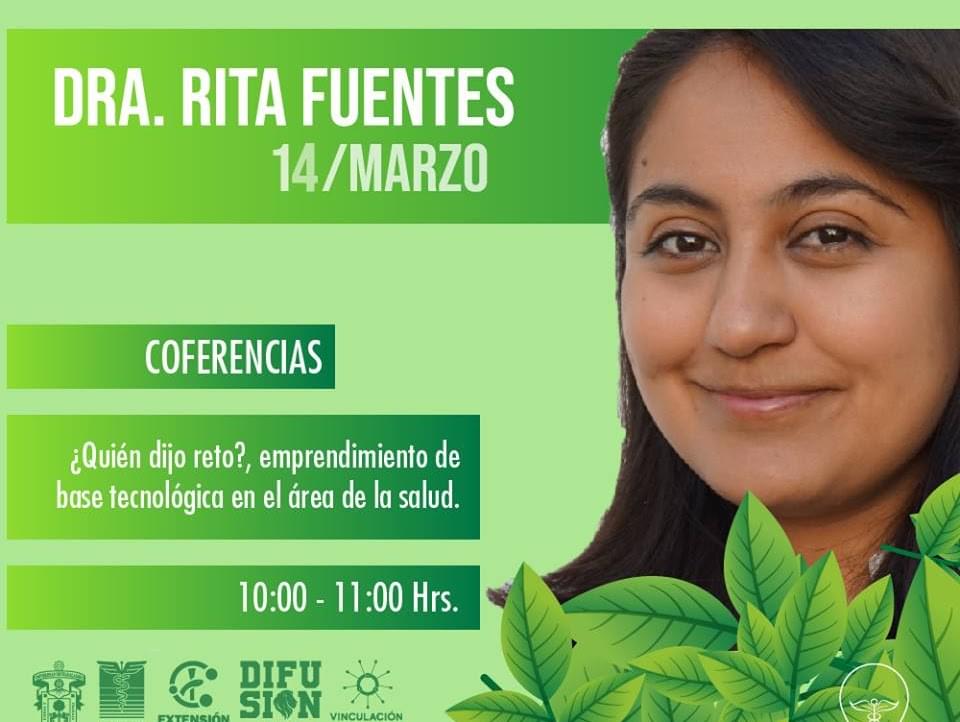 DRA. RITA FUENTES
14/MARZO
COFERENCIAS
¿Quién dijo reto?, emprendimiento de
base tecnológica en el área de la salud.
10:00 - 11:00 Hrs.
EXTENSIÓN
DIFU
SIÓN
VINCULACIÓN